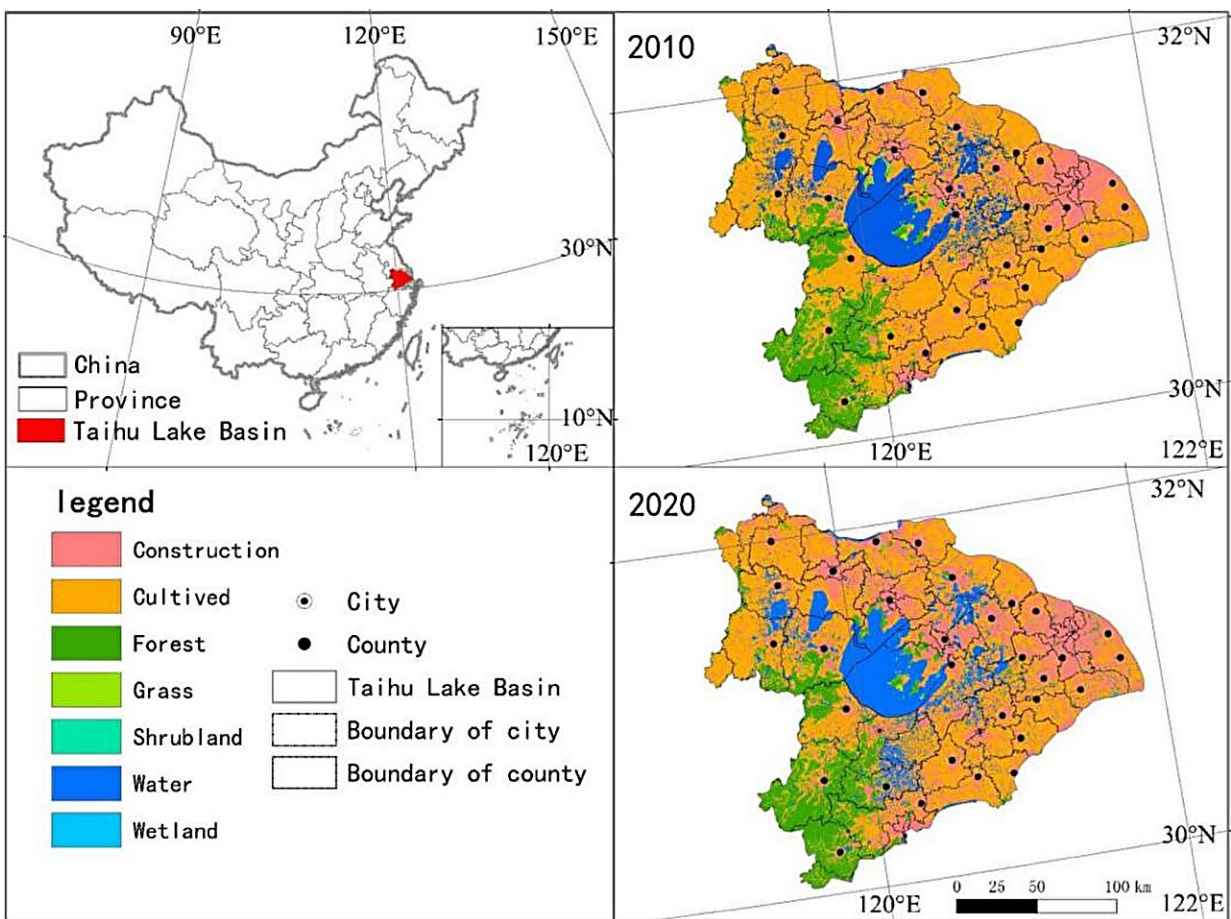 90°E
120°E
150°E
30°N
10°N
120°E
China
Province
Taihu Lake Basin
2010
32°N
30°N
120°E
122°E
legend
Construction
Cultived
Forest
Grass
Shrubland
Water
Wetland
City
County
Taihu Lake Basin
Boundary of city
Boundary of county
2020
32°N
30°N
0 25 50 100 km
120°E
122°E